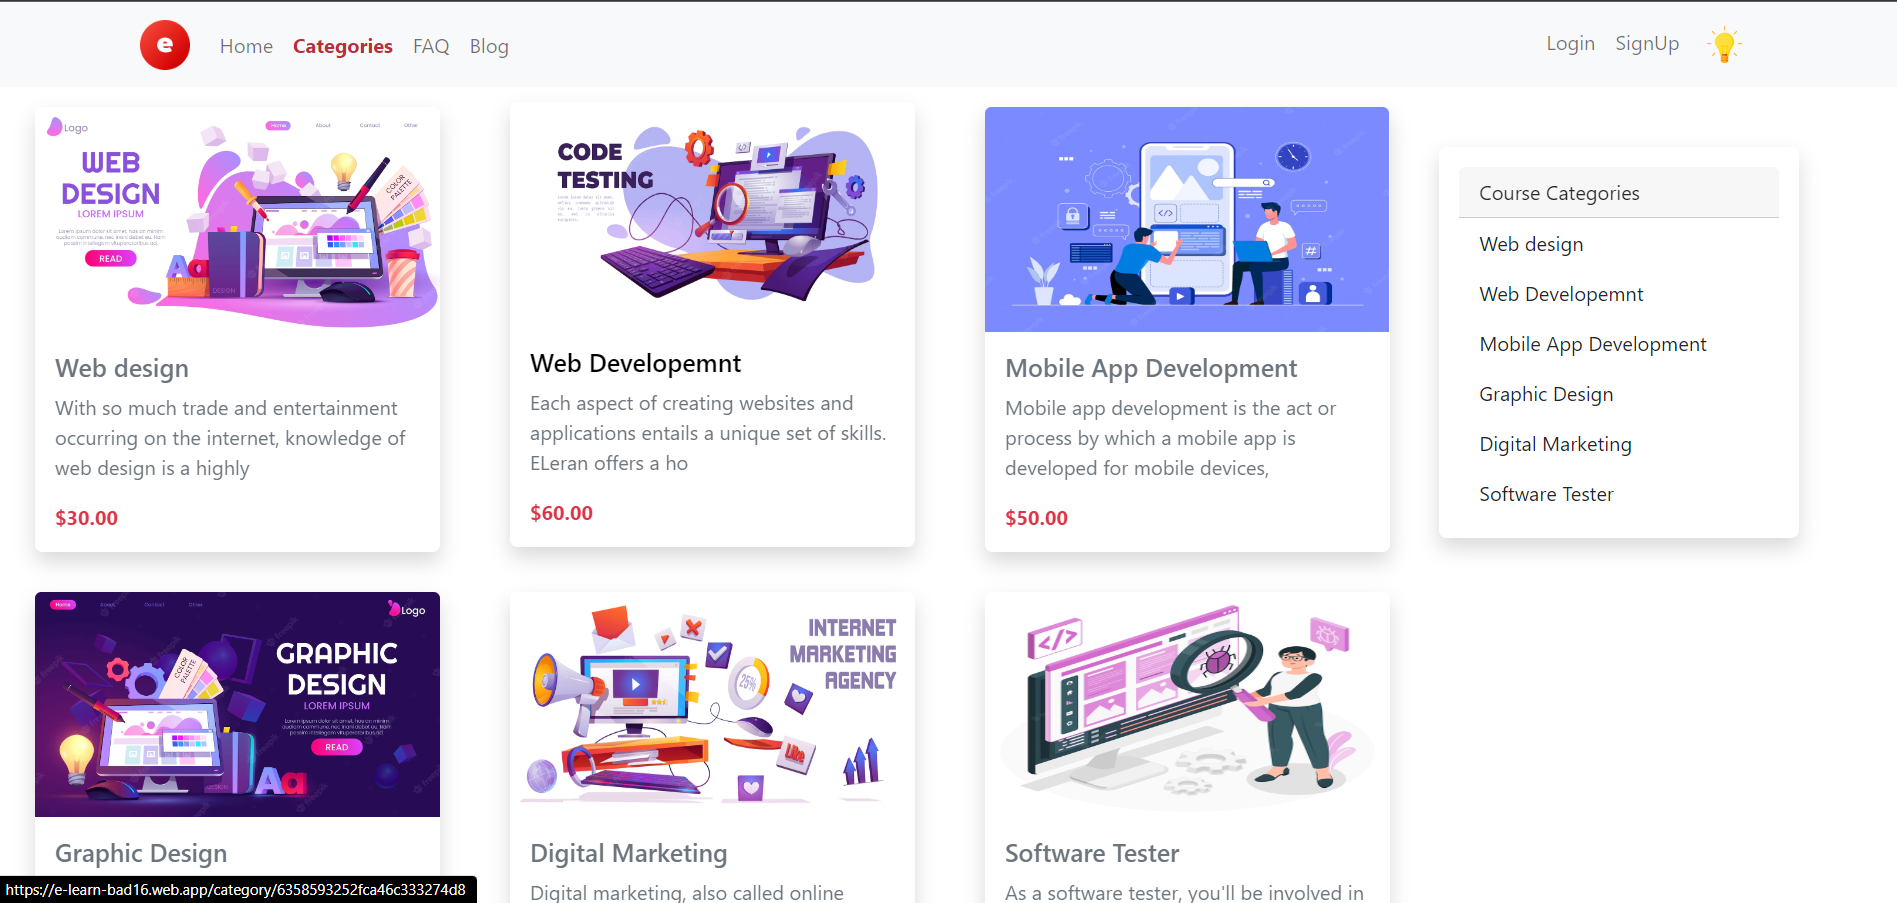 e
Home
Categories
FAQ
Blog
Login
SignUp
Logo
Home
About
Contact
Other
WEB
DESIGN
LOREM IPSUM
READ
COLOR
PALETTE
Aa
DESIGN
Web design
With so much trade and entertainment
occurring on the internet, knowledge of
web design is a highly
$30.00
CODE
TESTING
</>
Web Developemnt
Each aspect of creating websites and
applications entails a unique set of skills.
ELeran offers a ho
$60.00
</>
#
Mobile App Development
Mobile app development is the act or
process by which a mobile app is
developed for mobile devices,
$50.00
Course Categories
Web design
Web Developemnt
Mobile App Development
Graphic Design
Digital Marketing
Software Tester
Home
About
Contact
Other
Logo
GRAPHIC
DESIGN
LOREM IPSUM
READ
COLOR
PALETTE
Aa
DESIGN
Graphic Design
INTERNET
MARKETING
AGENCY
25%
Like
Digital Marketing
Digital marketing, also called online
</>
Software Tester
As a software tester, you'll be involved in
https://e-learn-bad16.web.app/category/6358593252fca46c333274d8